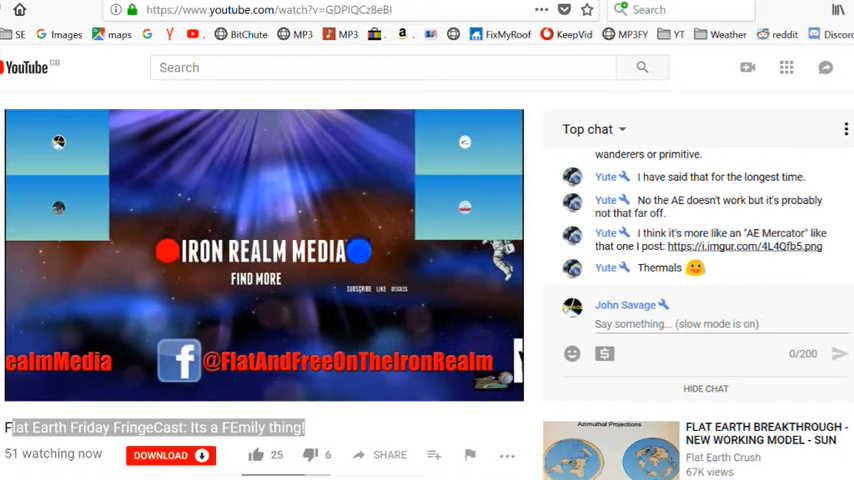 https://www.youtube.com/watch?v=GDPIQCz8eBI
Search
SE
Images
maps
BitChute
MP3
MP3
FixMyRoof
KeepVid
MP3FY
YT
Weather
reddit
Discord
YouTube GB
Search
IRON REALM MEDIA
FIND MORE
SUBSCRIBE LIKE DISCUSS
ealmMedia
@FlatAndFreeOnTheIronRealm
Flat Earth Friday FringeCast: Its a FEmily thing!
51 watching now
DOWNLOAD
25
6
SHARE
Top chat
wanderers or primitive.
Yute I have said that for the longest time.
Yute No the AE doesn't work but it's probably
not that far off.
Yute I think it's more like an "AE Mercator" like
that one I post: https://i.imgur.com/4L4Qfb5.png
Yute Thermals
John Savage
Say something... (slow mode is on)
0/200
HIDE CHAT
Azimuthal Projections
FLAT EARTH BREAKTHROUGH -
NEW WORKING MODEL - SUN
Flat Earth Crush
67K views